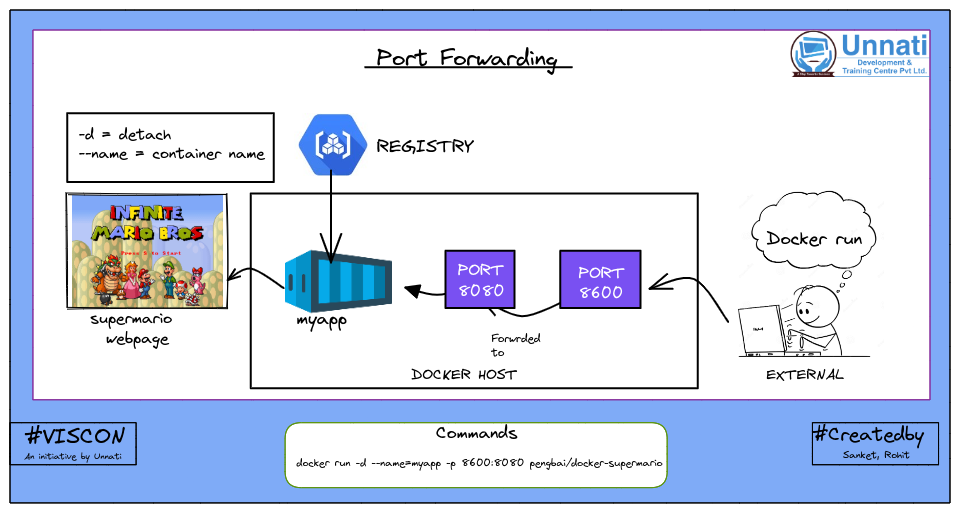 Port Forwarding
Unnati
Development &
Training Centre Pvt Ltd.
-d = detach
--name = container name
REGISTRY
INFINITE
MARIO BROS
Press S to Start
Docker run
PORT
8080
PORT
8600
myapp
supermario
webpage
Forwrded
to
DOCKER HOST
EXTERNAL
#VISCON
An initiative by Unnati
Commands
docker run -d --name=myapp -p 8600:8080 pengbai/docker-supermario
#Createdby
Sanket, Rohit